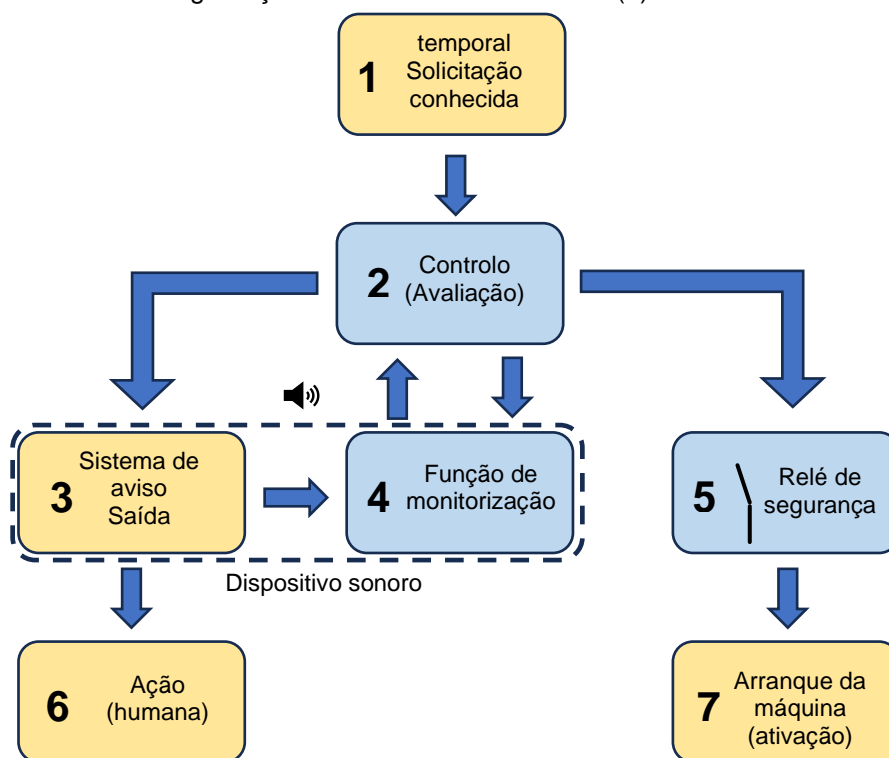 1
temporal
Solicitação
conhecida
2
Controlo
(Avaliação)
3
Sistema de
aviso
Saída
4
Função de
monitorização
5
Relé de
segurança
Dispositivo sonoro
6
Ação
(humana)
7
Arranque da
máquina
(ativação)